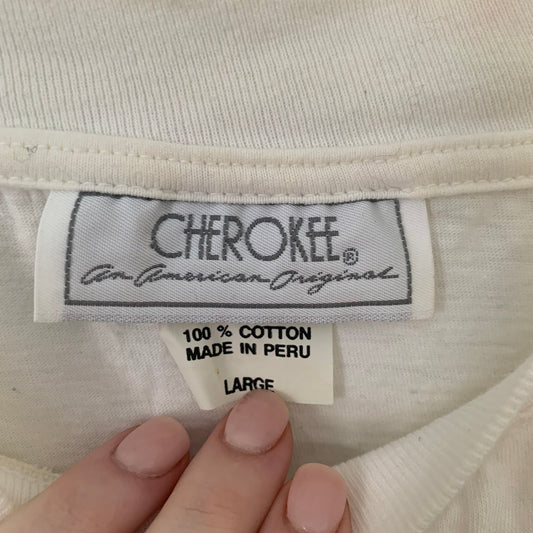 CHEROKEE®
An American Original
100 % COTTON
MADE IN PERU
LARGE